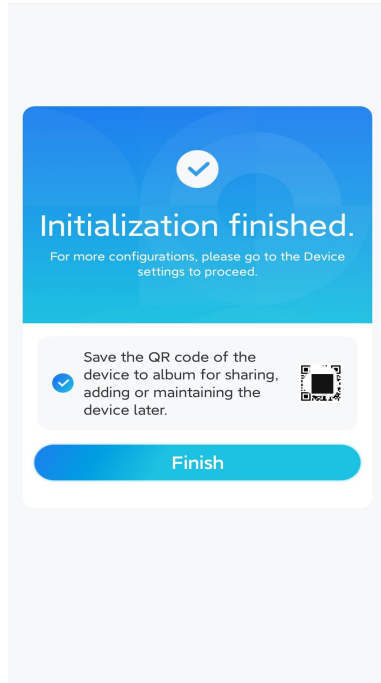 Initialization finished.
For more configurations, please go to the Device
settings to proceed.
Save the QR code of the
device to album for sharing,
adding or maintaining the
device later.
Finish